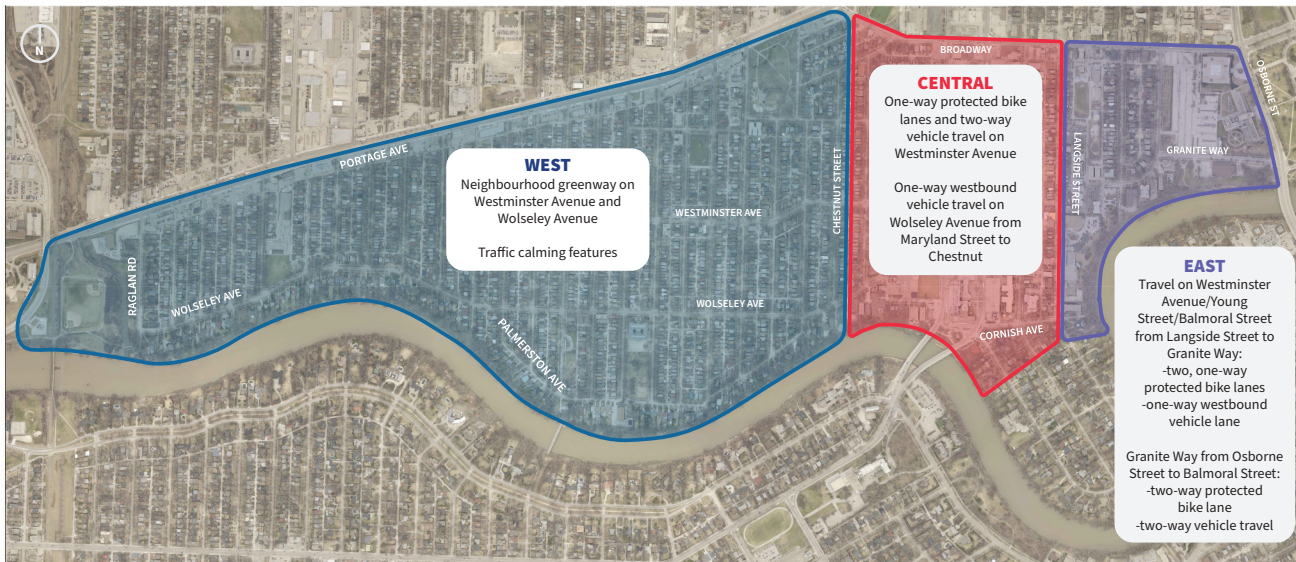 N
PORTAGE AVE
RAGLAN RD
WOLSELEY AVE
PALMERSTON AVE
WEST
Neighbourhood greenway on
Westminster Avenue and
Wolseley Avenue
Traffic calming features
WESTMINSTER AVE
WOLSELEY AVE
CHESTNUT STREET
BROADWAY
CENTRAL
One-way protected bike
lanes and two-way
vehicle travel on
Westminster Avenue
One-way westbound
vehicle travel on
Wolseley Avenue from
Maryland Street to
Chestnut
CORNISH AVE
LANGSIDE STREET
GRANITE WAY
OSBORNE ST
EAST
Travel on Westminster
Avenue/Young
Street/Balmoral Street
from Langside Street to
Granite Way:
-two, one-way
protected bike lanes
-one-way westbound
vehicle lane
Granite Way from Osborne
Street to Balmoral Street:
-two-way protected
bike lane
-two-way vehicle travel